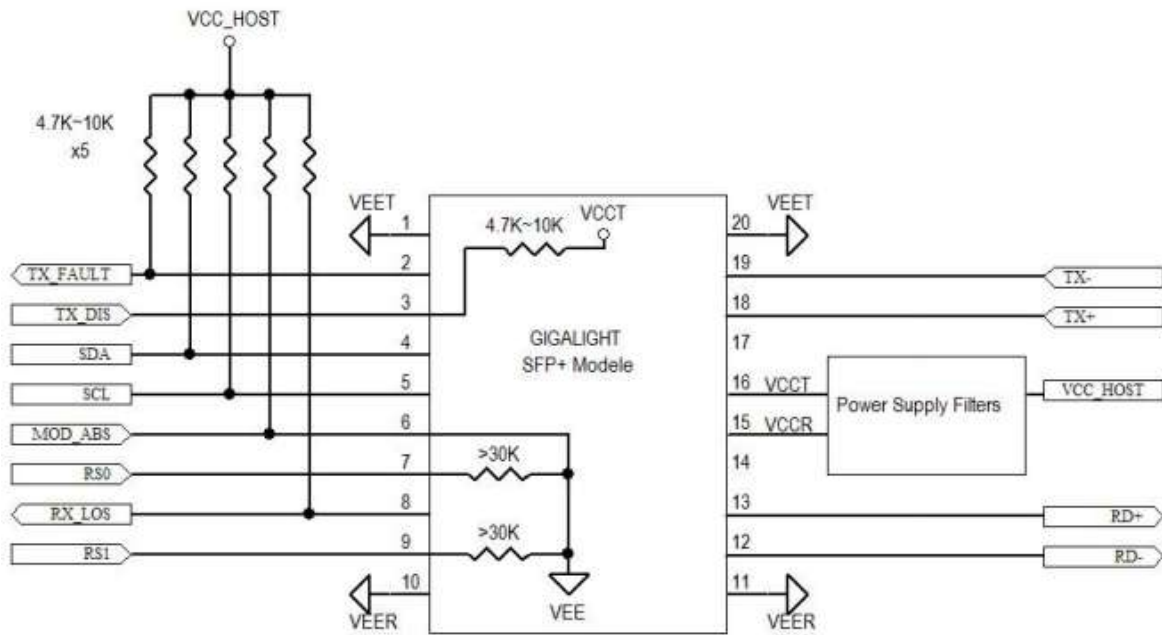 VCC_HOST
4.7K~10K
x5
VEET
1
4.7K~10K
VCCT
20
VEET
TX_FAULT
2
19
TX-
TX_DIS
3
18
TX+
SDA
4
GIGALIGHT
SFP+ Modele
17
SCL
5
16
VCCT
Power Supply Filters
VCC_HOST
MOD_ABS
6
15
VCCR
RS0
7
>30K
14
RX_LOS
8
13
RD+
RS1
9
>30K
12
RD-
VEER
10
VEE
11
VEER